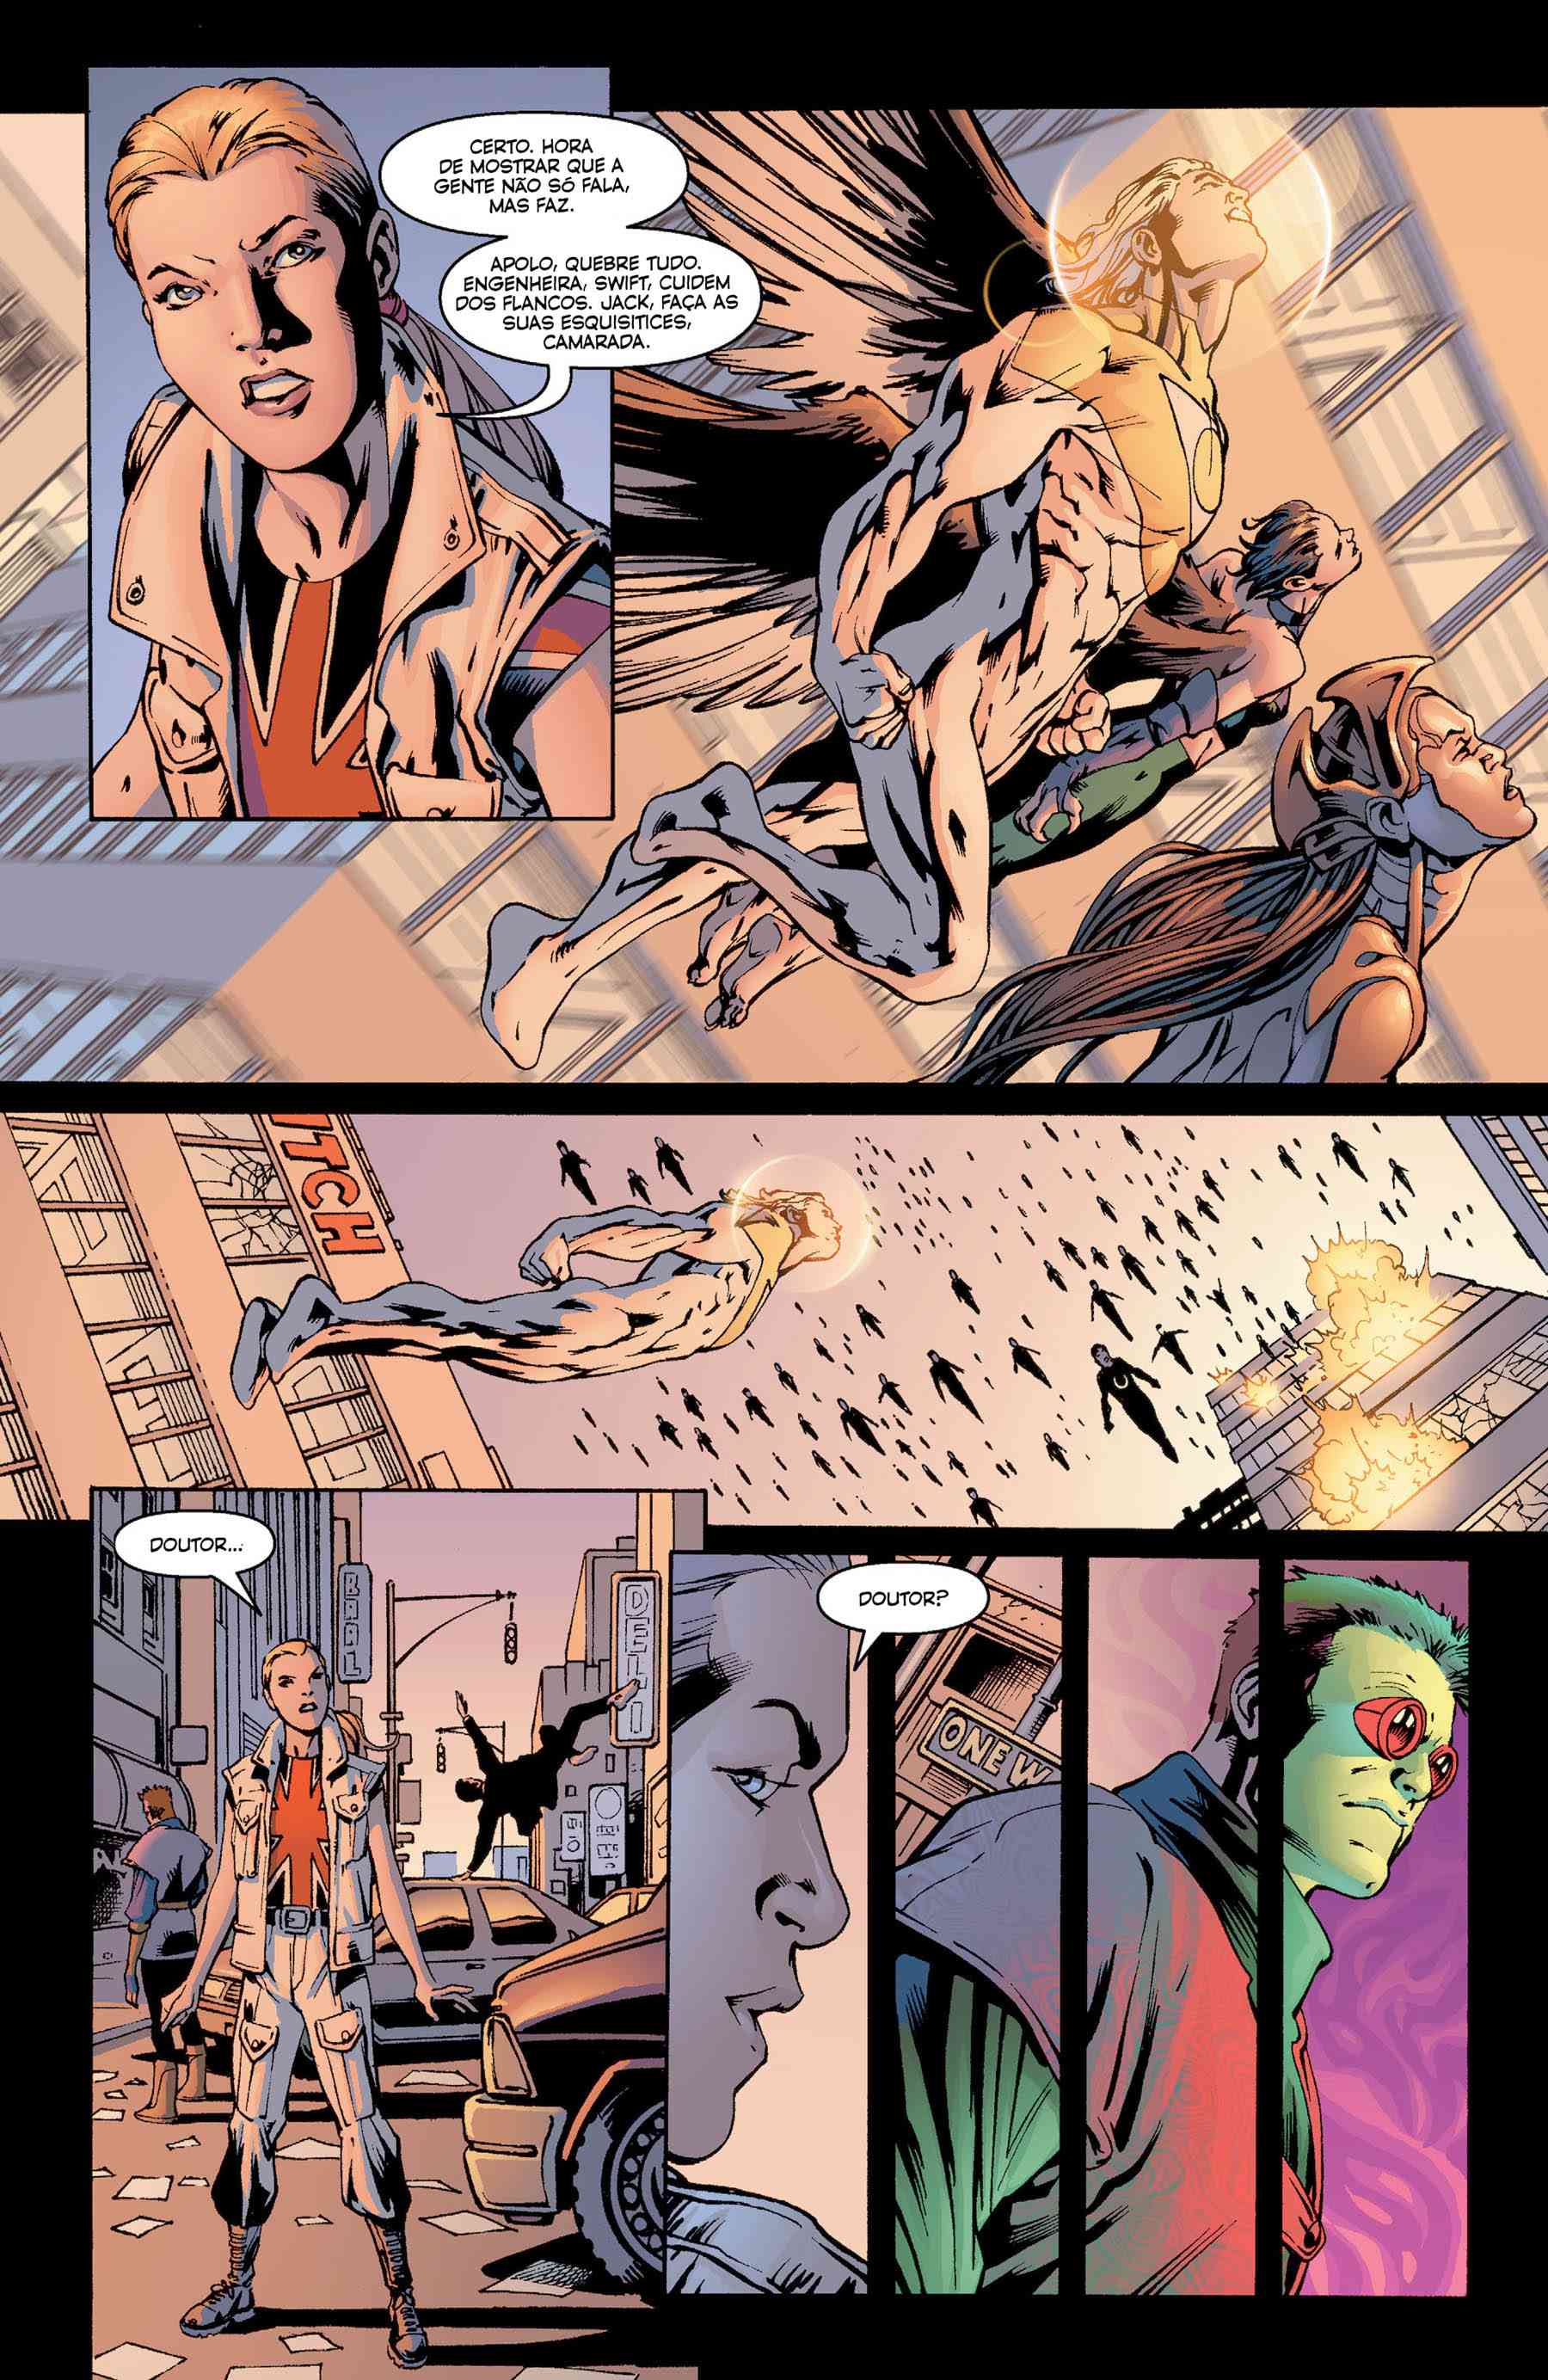 CERTO. HORA
DE MOSTRAR QUE A
GENTE NÃO SÓ FALA,
MAS FAZ.
APOLO, QUEBRE TUDO.
ENGENHEIRA, SWIFT, CUIDEM
DOS FLANCOS. JACK, FAÇA AS
SUAS ESQUISITICES,
CAMARADA.
UTCH
DOUTOR...
DELI
DOUTOR?
ONE W